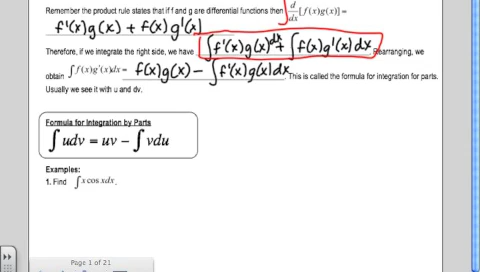 Remember the product rule states that if f and g are differential functions then ∫ d/dx [f(x)g(x)] =
f'(x)g(x) + f(x)g'(x)
Therefore, if we integrate the right side, we have ∫f'(x)g(x)dx + ∫f(x)g'(x)dx. Rearranging, we
obtain ∫f(x)g'(x)dx = f(x)g(x) − ∫f'(x)g(x)dx. This is called the formula for integration for parts.
Usually we see it with u and dv.
Formula for Integration by Parts
∫udv = uv − ∫vdu
Examples:
1. Find ∫x cos xdx.
Page 1 of 21